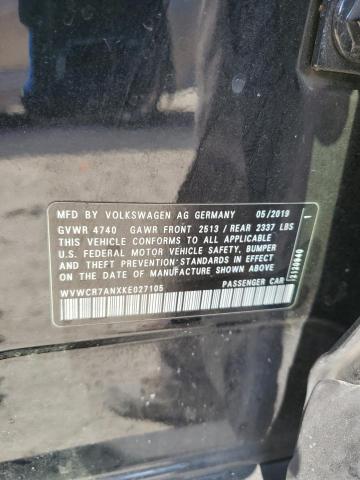 MFD BY VOLKSWAGEN AG GERMANY 05/2019
GVWR 4740 GAWR FRONT 2513 / REAR 2337 LBS
THIS VEHICLE CONFORMS TO ALL APPLICABLE
U.S. FEDERAL MOTOR VEHICLE SAFETY, BUMPER
AND THEFT PREVENTION STANDARDS IN EFFECT
ON THE DATE OF MANUFACTURE SHOWN ABOVE.
WVWCR7ANXKE027105 PASSENGER CAR
2120940 1